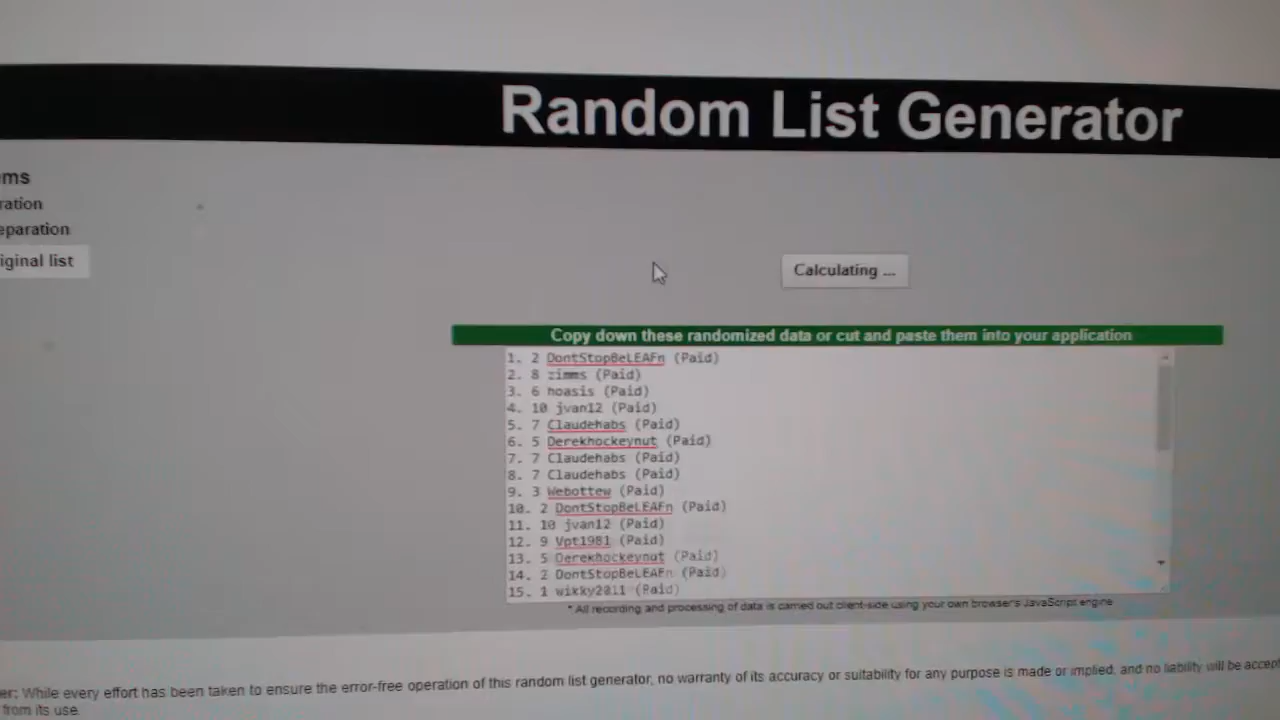 Random List Generator
ms
ration
eparation
iginal list
Calculating ...
Copy down these randomized data or cut and paste them into your application
1. 2 DontStopBeLEAFn (Paid)
2. 8 zimms (Paid)
3. 6 hoasis (Paid)
4. 10 jvan12 (Paid)
5. 7 Claudehabs (Paid)
6. 5 Derekhockeynut (Paid)
7. 7 Claudehabs (Paid)
8. 7 Claudehabs (Paid)
9. 3 Webottew (Paid)
10. 2 DontStopBeLEAFn (Paid)
11. 10 jvan12 (Paid)
12. 9 Vpt1981 (Paid)
13. 5 Derekhockeynut (Paid)
14. 2 DontStopBeLEAFn (Paid)
15. 1 wikky2011 (Paid)
* All recording and processing of data is carried out client-side using your own browser's JavaScript engine
er: While every effort has been taken to ensure the error-free operation of this random list generator, no warranty of its accuracy or suitability for any purpose is made or implied, and no liability will be accept
from its use.